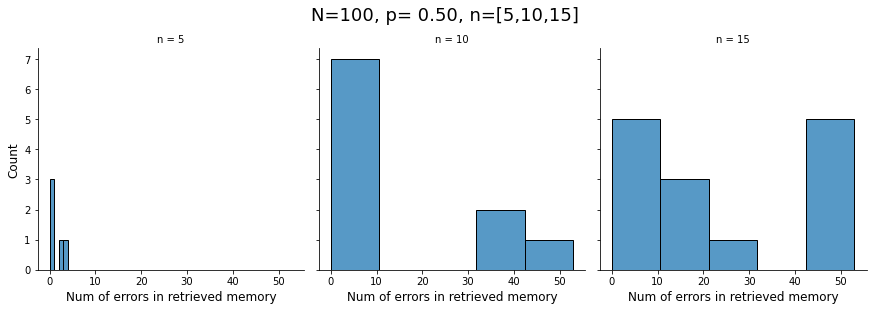 N=100, p= 0.50, n=[5,10,15]
n = 5
n = 10
n = 15
Count
7
6
5
4
3
2
1
0
0 10 20 30 40 50
0 10 20 30 40 50
0 10 20 30 40 50
Num of errors in retrieved memory
Num of errors in retrieved memory
Num of errors in retrieved memory